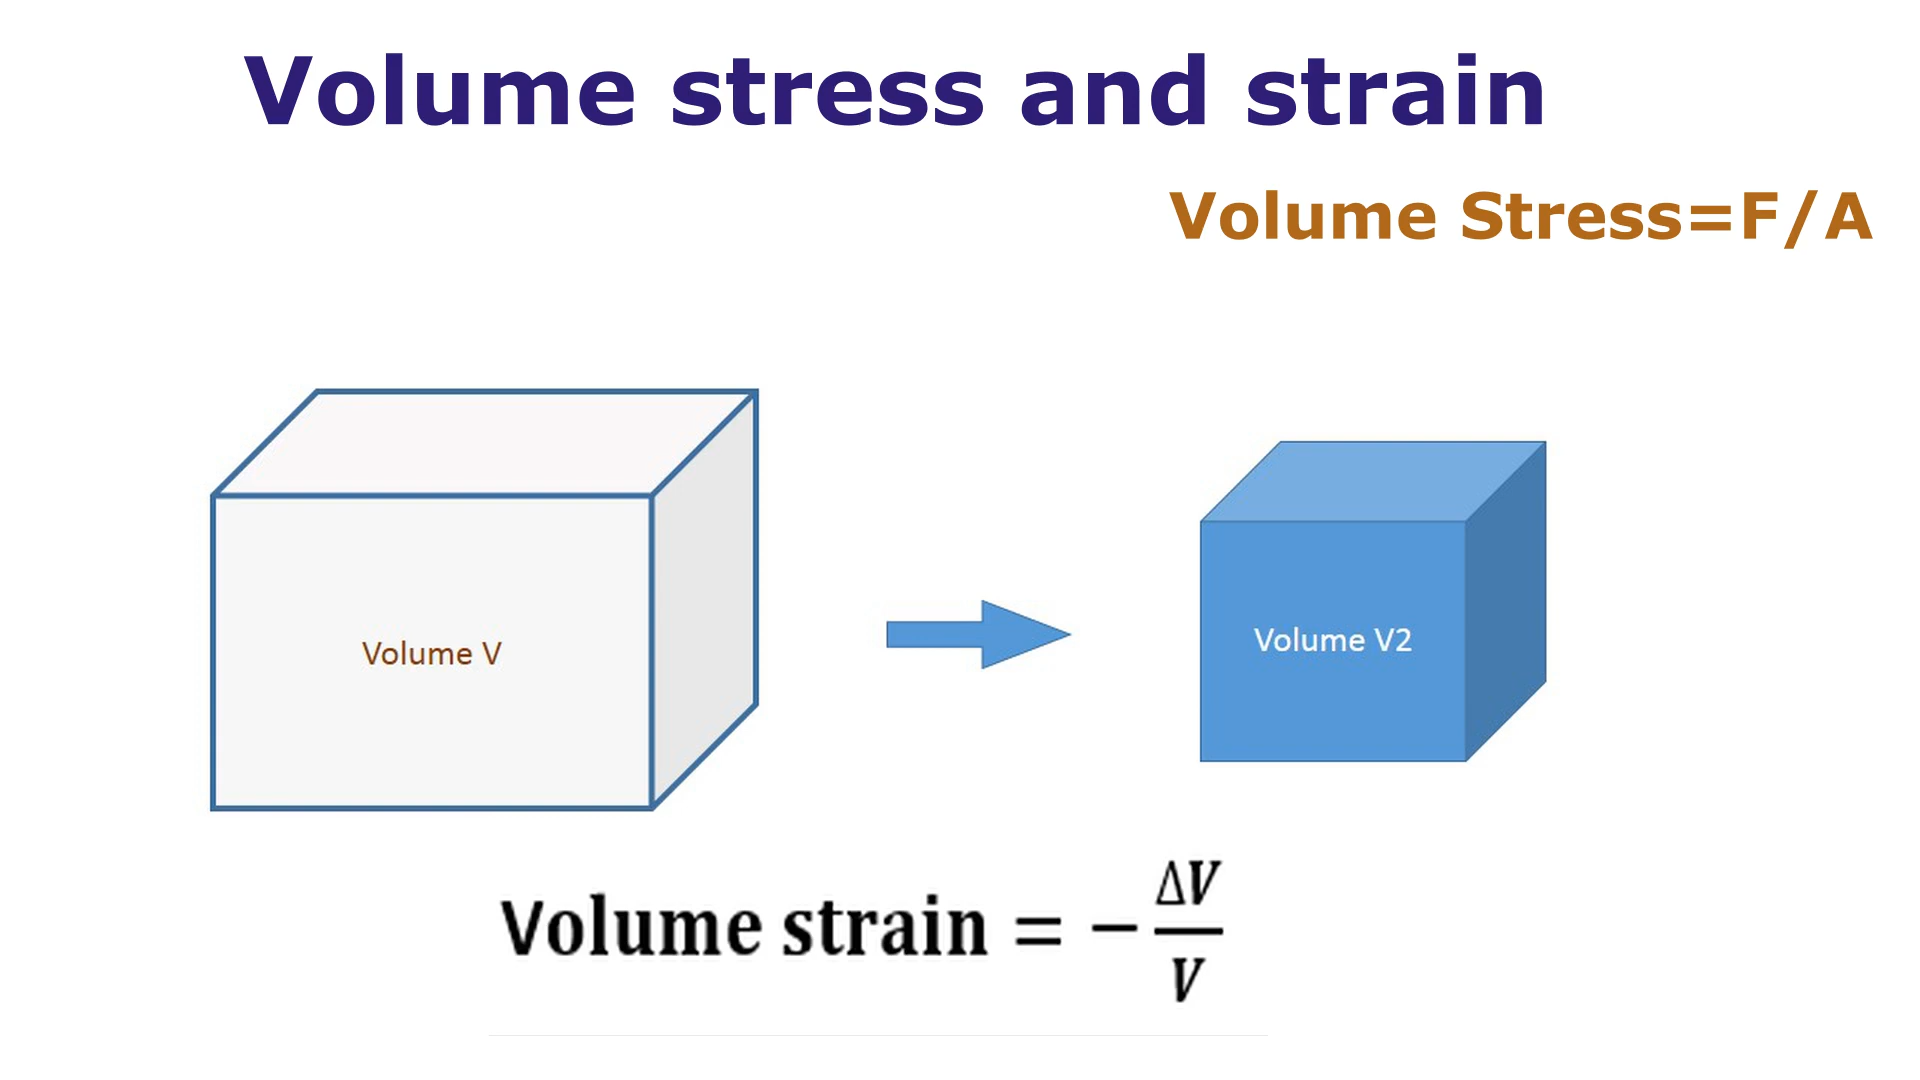 Volume stress and strain
Volume Stress=F/A
Volume V
Volume V2
Volume strain = − ΔV/V